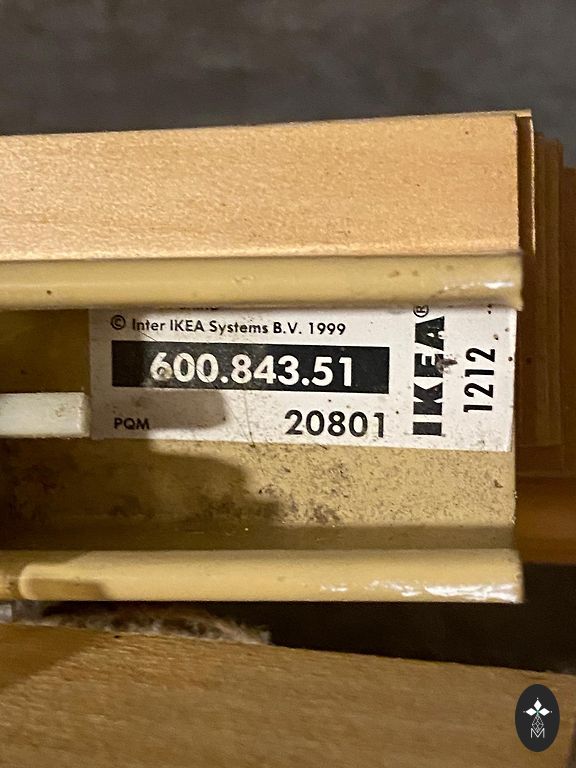 © Inter IKEA Systems B.V. 1999
600.843.51
PQM 20801
IKEA®
1212
M